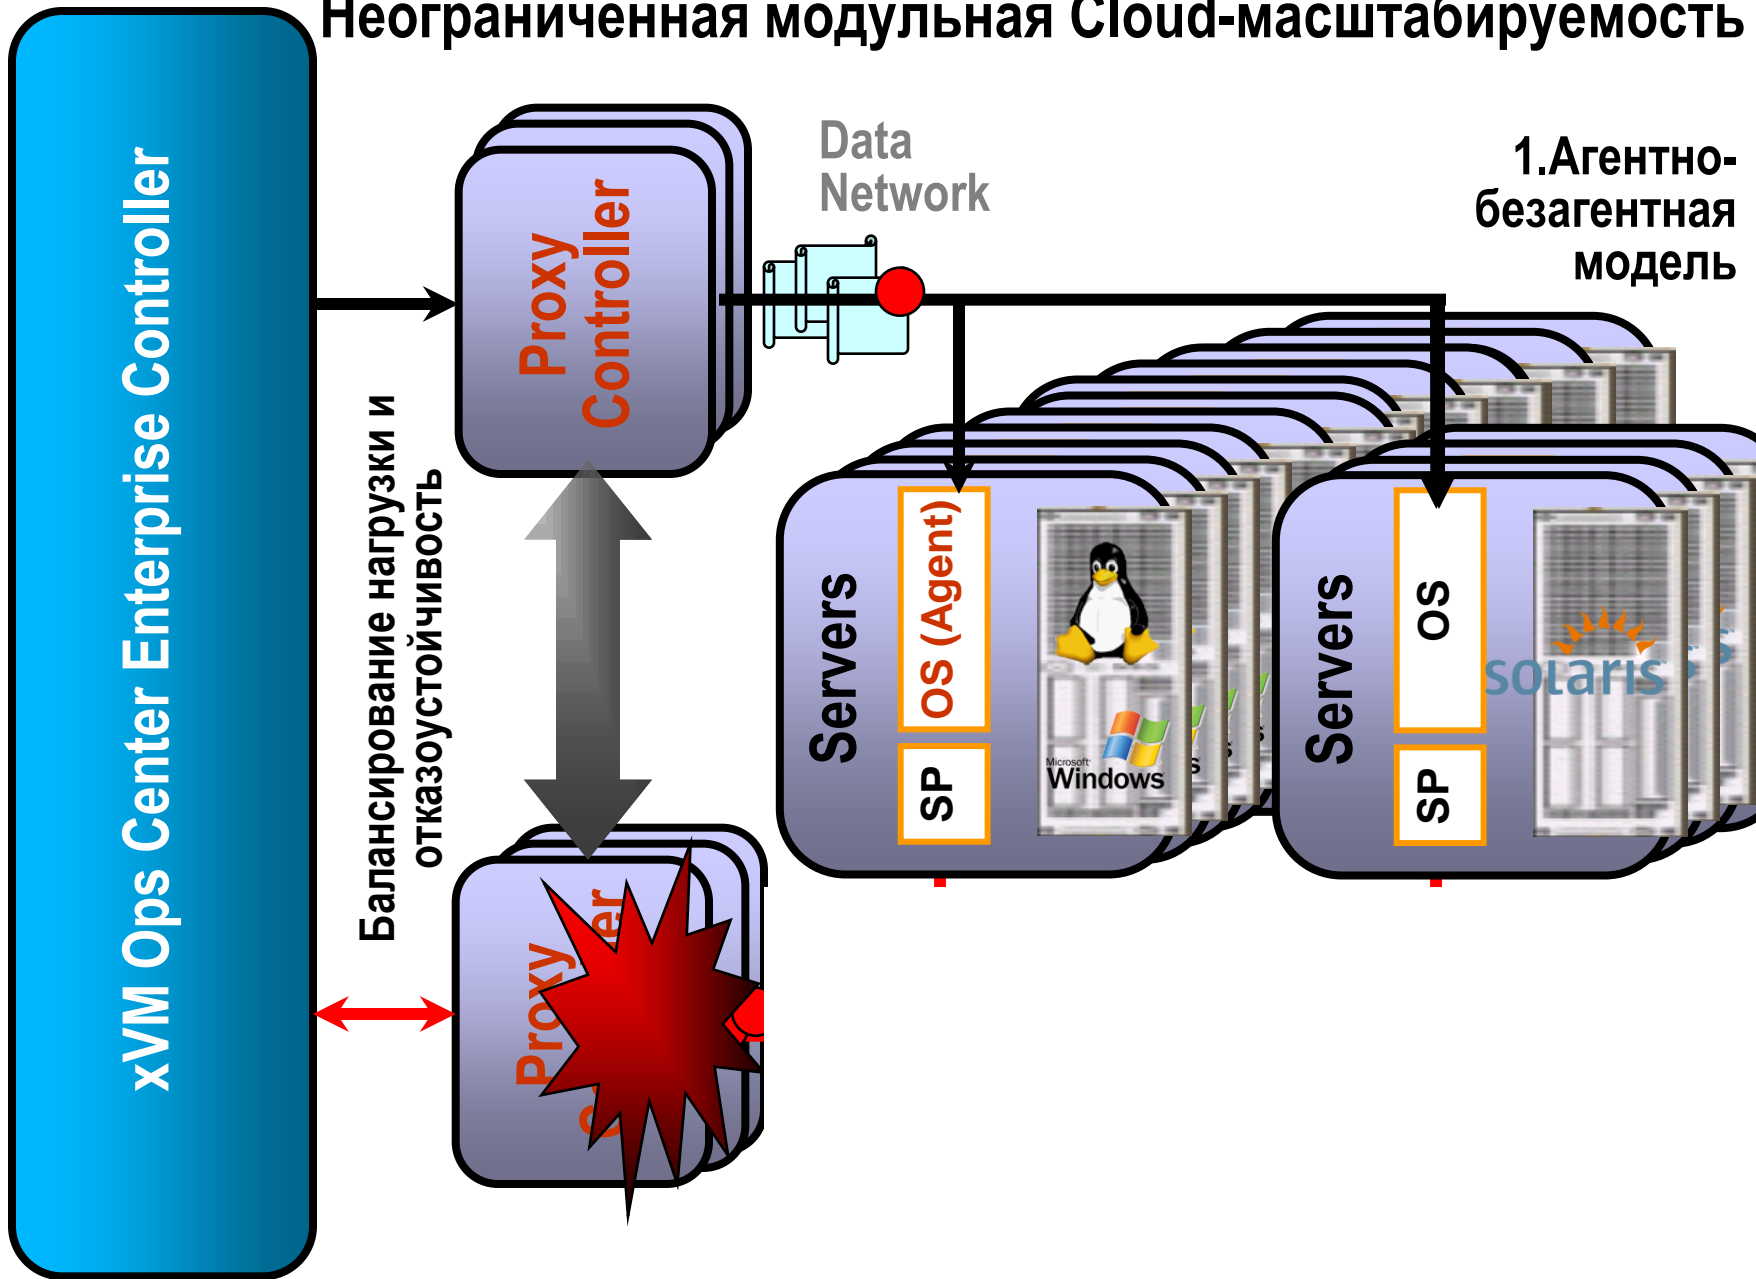 Неограниченная модульная Cloud-масштабируемость
xVM Ops Center Enterprise Controller
Proxy
Controller
Data
Network
1.Агентно-
безагентная
модель
Балансирование нагрузки и
отказоустойчивость
Servers
OS (Agent)
SP
Microsoft
Windows
Servers
OS
SP
solaris
Proxy